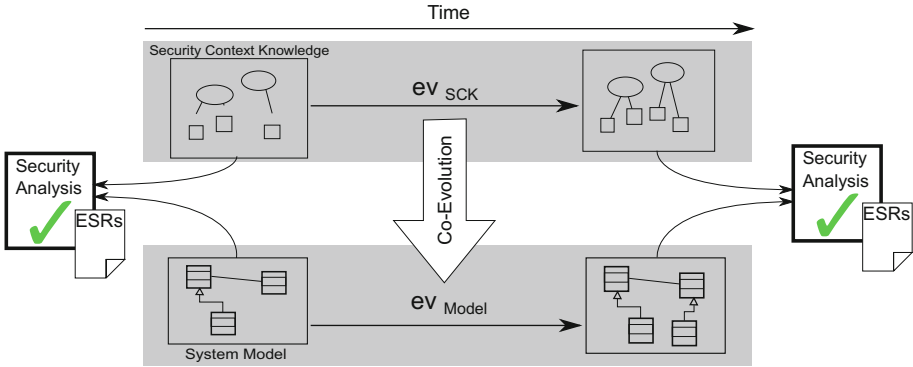 Time
Security Context Knowledge
ev SCK
Security
Analysis
ESRs
Co-Evolution
Security
Analysis
ESRs
ev Model
System Model